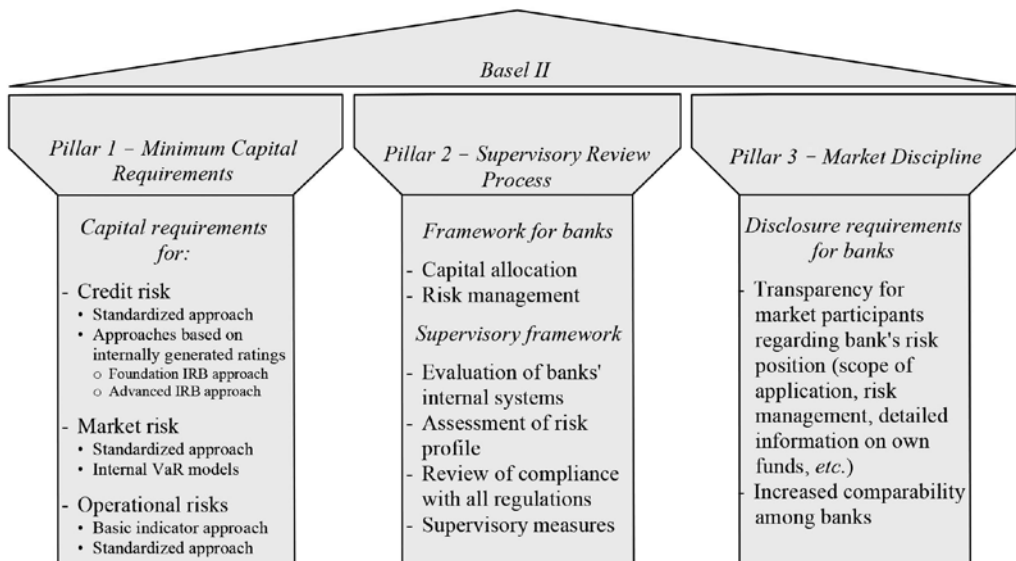 Basel II
Pillar 1 – Minimum Capital
Requirements
Capital requirements
for:
- Credit risk
• Standardized approach
• Approaches based on
internally generated ratings
○ Foundation IRB approach
○ Advanced IRB approach
- Market risk
• Standardized approach
• Internal VaR models
- Operational risks
• Basic indicator approach
• Standardized approach
Pillar 2 – Supervisory Review
Process
Framework for banks
- Capital allocation
- Risk management
Supervisory framework
- Evaluation of banks'
internal systems
- Assessment of risk
profile
- Review of compliance
with all regulations
- Supervisory measures
Pillar 3 – Market Discipline
Disclosure requirements
for banks
- Transparency for
market participants
regarding bank's risk
position (scope of
application, risk
management, detailed
information on own
funds, etc.)
- Increased comparability
among banks